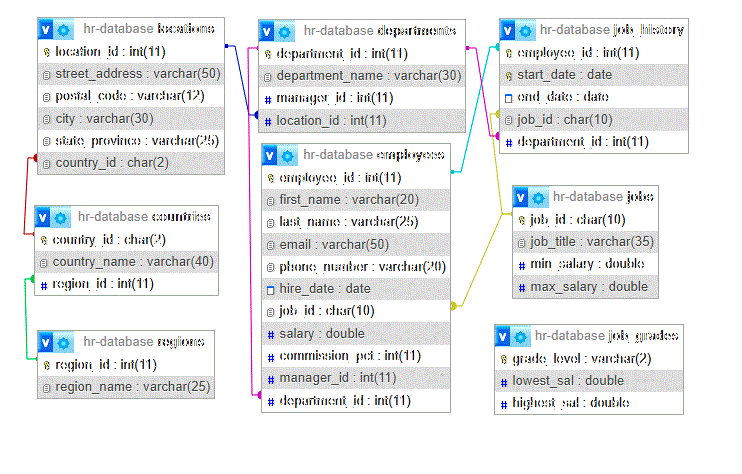 hr-database locations
location_id : int(11)
street_address : varchar(50)
postal_code : varchar(12)
city : varchar(30)
state_province : varchar(25)
country_id : char(2)
hr-database countries
country_id : char(2)
country_name : varchar(40)
region_id : int(11)
hr-database regions
region_id : int(11)
region_name : varchar(25)
hr-database departments
department_id : int(11)
department_name : varchar(30)
manager_id : int(11)
location_id : int(11)
hr-database employees
employee_id : int(11)
first_name : varchar(20)
last_name : varchar(25)
email : varchar(50)
phone_number : varchar(20)
hire_date : date
job_id : char(10)
salary : double
commission_pct : int(11)
manager_id : int(11)
department_id : int(11)
hr-database job_history
employee_id : int(11)
start_date : date
end_date : date
job_id : char(10)
department_id : int(11)
hr-database jobs
job_id : char(10)
job_title : varchar(35)
min_salary : double
max_salary : double
hr-database job_grades
grade_level : varchar(2)
lowest_sal : double
highest_sal : double